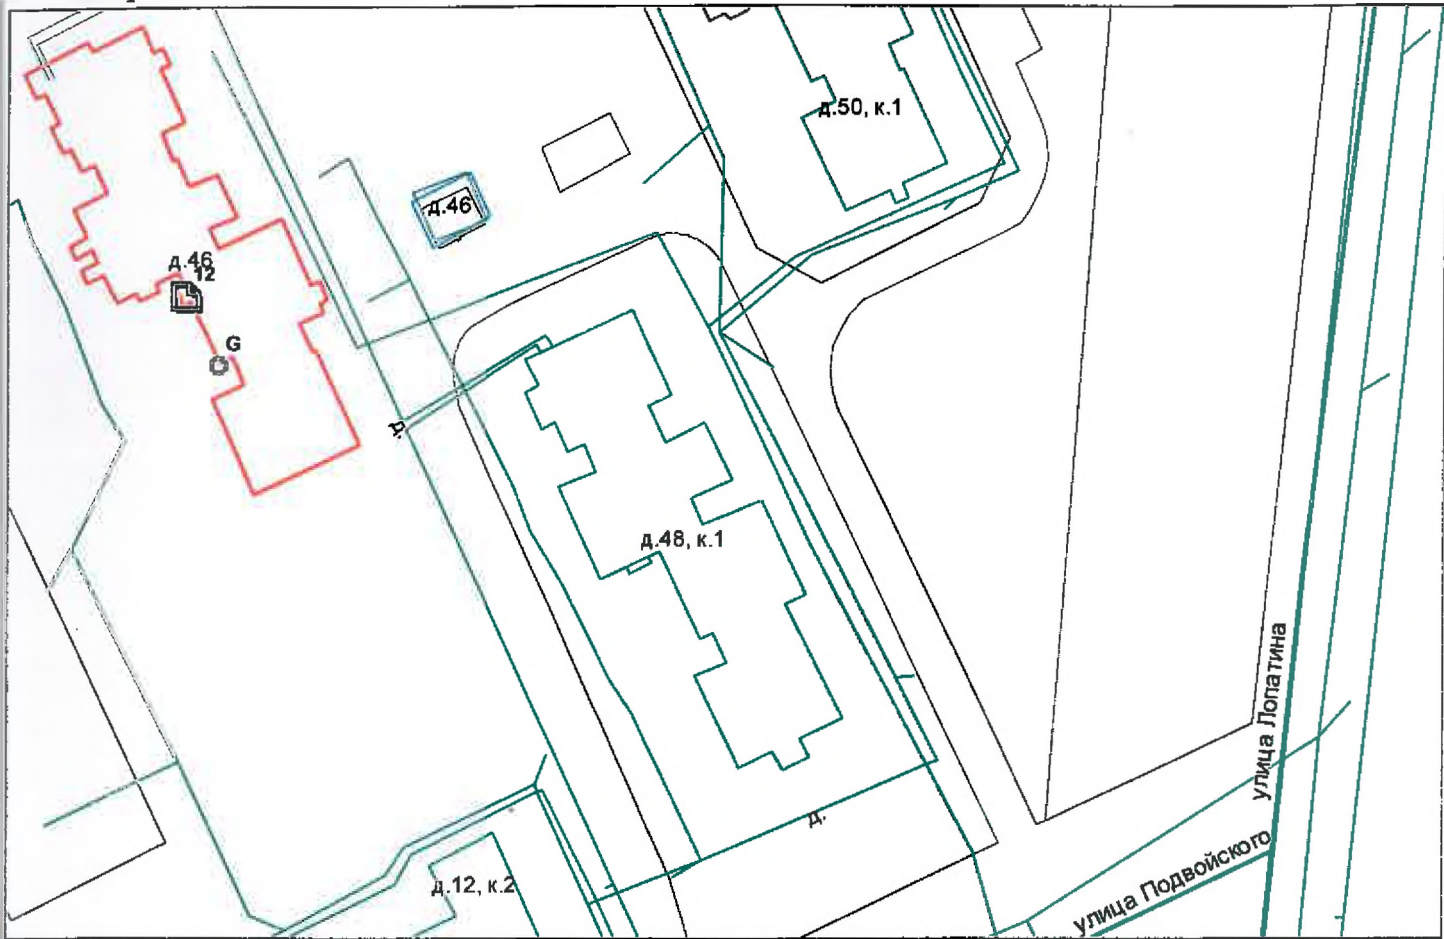 д.50, к.1
д.46
д.46
12
G
д.
д.48, к.1
улица Лопатина
д.
улица Подвойского
д.12, к.2